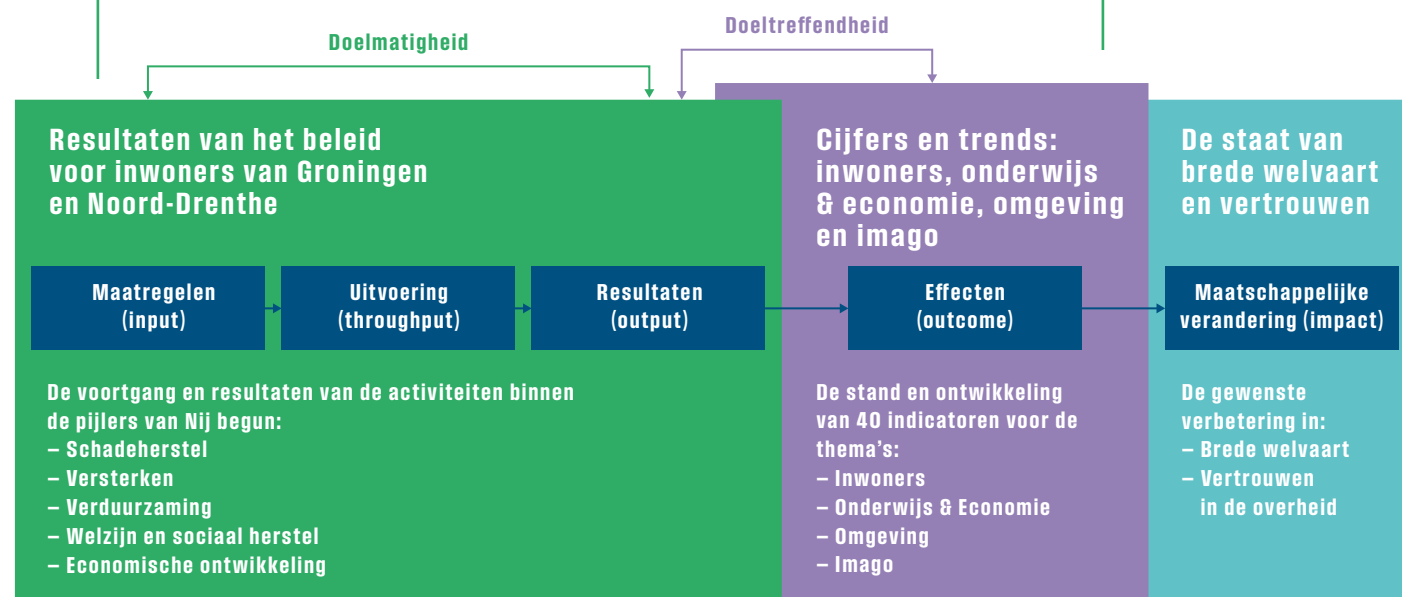 Doelmatigheid
Doeltreffendheid
Resultaten van het beleid
voor inwoners van Groningen
en Noord-Drenthe
Maatregelen
(input)
Uitvoering
(throughput)
Resultaten
(output)
De voortgang en resultaten van de activiteiten binnen
de pijlers van Nij begun:
– Schadeherstel
– Versterken
– Verduurzaming
– Welzijn en sociaal herstel
– Economische ontwikkeling
Cijfers en trends:
inwoners, onderwijs
& economie, omgeving
en imago
Effecten
(outcome)
De stand en ontwikkeling
van 40 indicatoren voor de
thema's:
– Inwoners
– Onderwijs & Economie
– Omgeving
– Imago
De staat van
brede welvaart
en vertrouwen
Maatschappelijke
verandering (impact)
De gewenste
verbetering in:
– Brede welvaart
– Vertrouwen
in de overheid